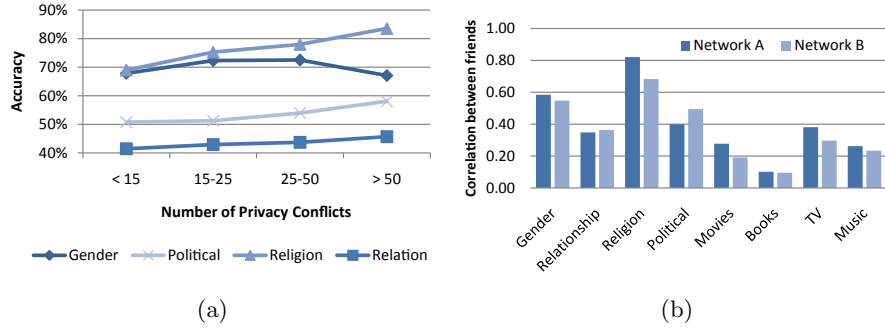 90%
80%
70%
60%
50%
40%
Accuracy
< 15
15-25
25-50
> 50
Number of Privacy Conflicts
Gender
Political
Religion
Relation
(a)
1.00
0.80
0.60
0.40
0.20
0.00
Correlation between friends
Network A
Network B
Gender
Relationship
Religion
Political
Movies
Books
TV
Music
(b)